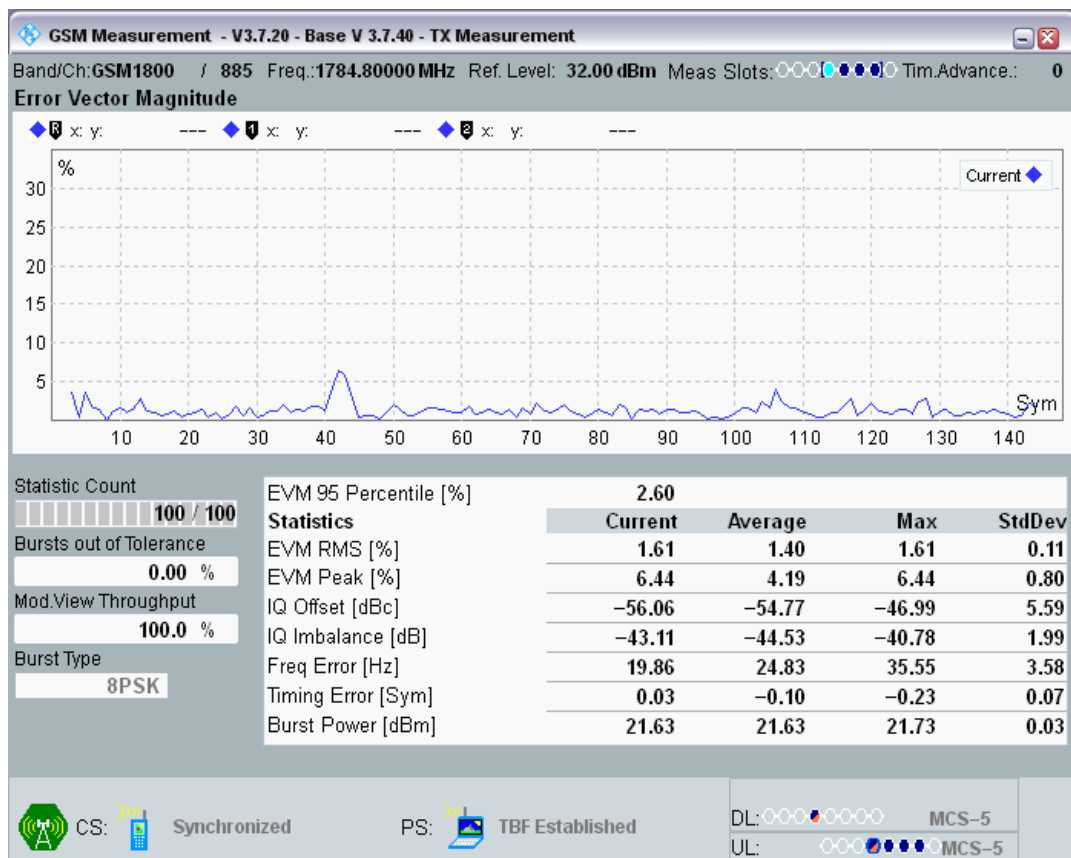 GSM Measurement - V3.7.20 - Base V 3.7.40 - TX Measurement
Band/Ch:GSM1800 / 885 Freq.:1784.80000 MHz Ref. Level: 32.00 dBm Meas Slots: Tim.Advance.: 0
Error Vector Magnitude
R x: y: --- 1 x: y: --- 2 x: y: ---
%
Current
30
25
20
15
10
5
Sym
10 20 30 40 50 60 70 80 90 100 110 120 130 140
Statistic Count
100 / 100
Bursts out of Tolerance
0.00 %
Mod.View Throughput
100.0 %
Burst Type
8PSK
EVM 95 Percentile [%] 2.60
Statistics Current Average Max StdDev
EVM RMS [%] 1.61 1.40 1.61 0.11
EVM Peak [%] 6.44 4.19 6.44 0.80
IQ Offset [dBc] −56.06 −54.77 −46.99 5.59
IQ Imbalance [dB] −43.11 −44.53 −40.78 1.99
Freq Error [Hz] 19.86 24.83 35.55 3.58
Timing Error [Sym] 0.03 −0.10 −0.23 0.07
Burst Power [dBm] 21.63 21.63 21.73 0.03
CS: Synchronized PS: TBF Established
DL: MCS−5
UL: MCS−5